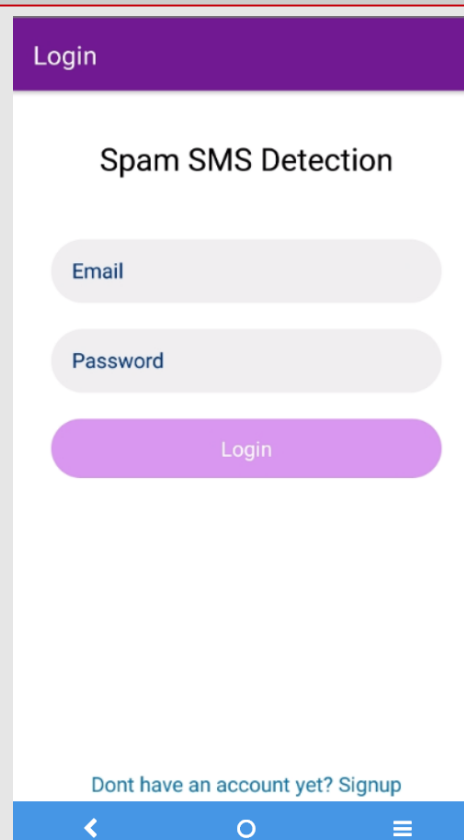 Login
Spam SMS Detection
Email
Password
Login
Dont have an account yet? Signup